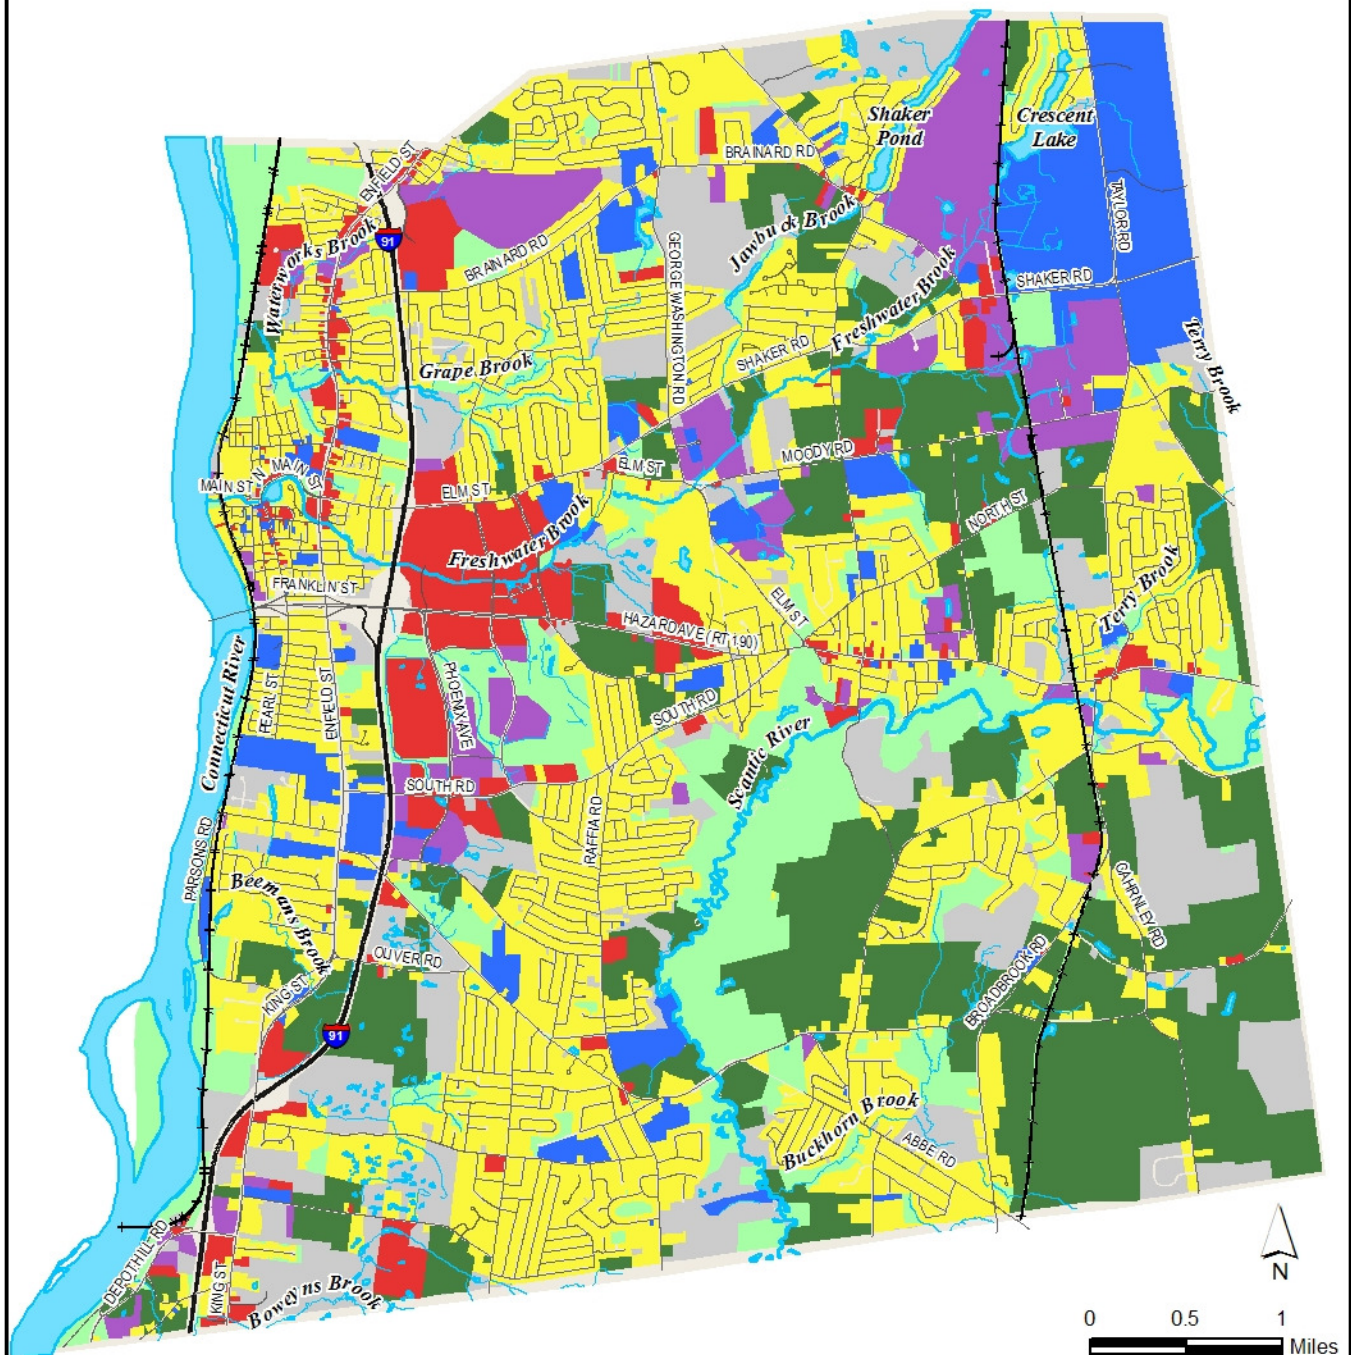 Shaker
Pond
Crescent
Lake
ENFIELD ST
BRAINARD RD
TAYLOR RD
Waterworks Brook
91
BRAINARD RD
GEORGE WASHINGTON RD
Jawbuck Brook
Freshwater Brook
SHAKER RD
Terry Brook
Grape Brook
SHAKER RD
MAIN ST
N MAIN ST
ELM ST
ELM ST
MOODY RD
NORTH ST
Freshwater Brook
FRANKLIN ST
HAZARD AVE (RT 190)
ELM ST
Terry Brook
Connecticut River
PEARL ST
ENFIELD ST
PHOENIX AVE
SOUTH RD
Scantic River
SOUTH RD
PARSONS RD
RAFFIA RD
Beemans Brook
OLIVER RD
CAHRNLEY RD
KING ST
BROADBROOK RD
91
Buckhorn Brook
ABBE RD
DEPOT HILL RD
KING ST
Boweyns Brook
N
0 0.5 1
Miles